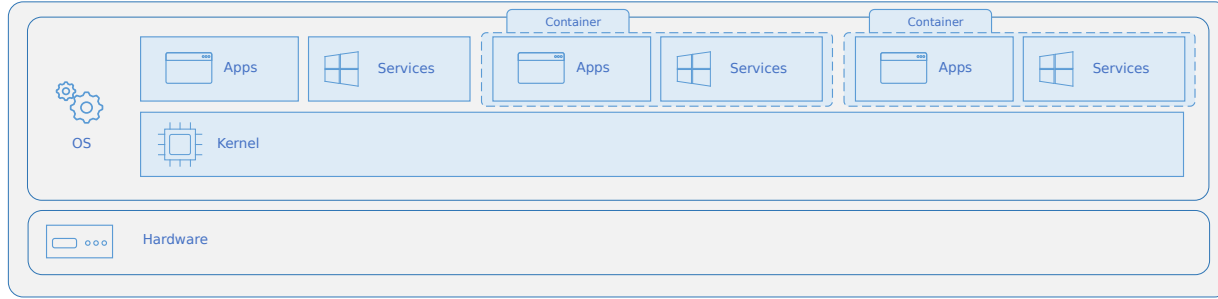 Container
Container
Apps
Services
Apps
Services
Apps
Services
OS
Kernel
Hardware